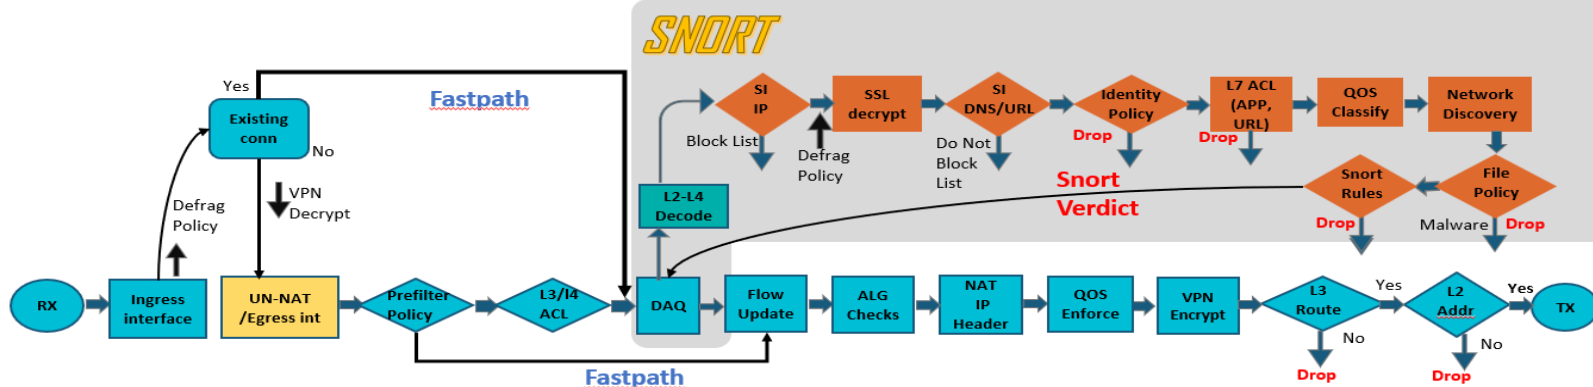 SNORT
Yes
Fastpath
Existing
conn
No
VPN
Decrypt
Defrag
Policy
RX
Ingress
interface
UN-NAT
/Egress int
Prefilter
Policy
L3/l4
ACL
Fastpath
DAQ
L2-L4
Decode
SI
IP
Block List
Defrag
Policy
SSL
decrypt
SI
DNS/URL
Do Not
Block
List
Identity
Policy
Drop
L7 ACL
(APP,
URL)
Drop
QOS
Classify
Network
Discovery
File
Policy
Malware
Drop
Snort
Rules
Drop
Snort
Verdict
Flow
Update
ALG
Checks
NAT
IP
Header
QOS
Enforce
VPN
Encrypt
L3
Route
Yes
No
Drop
L2
Addr
Yes
No
Drop
TX